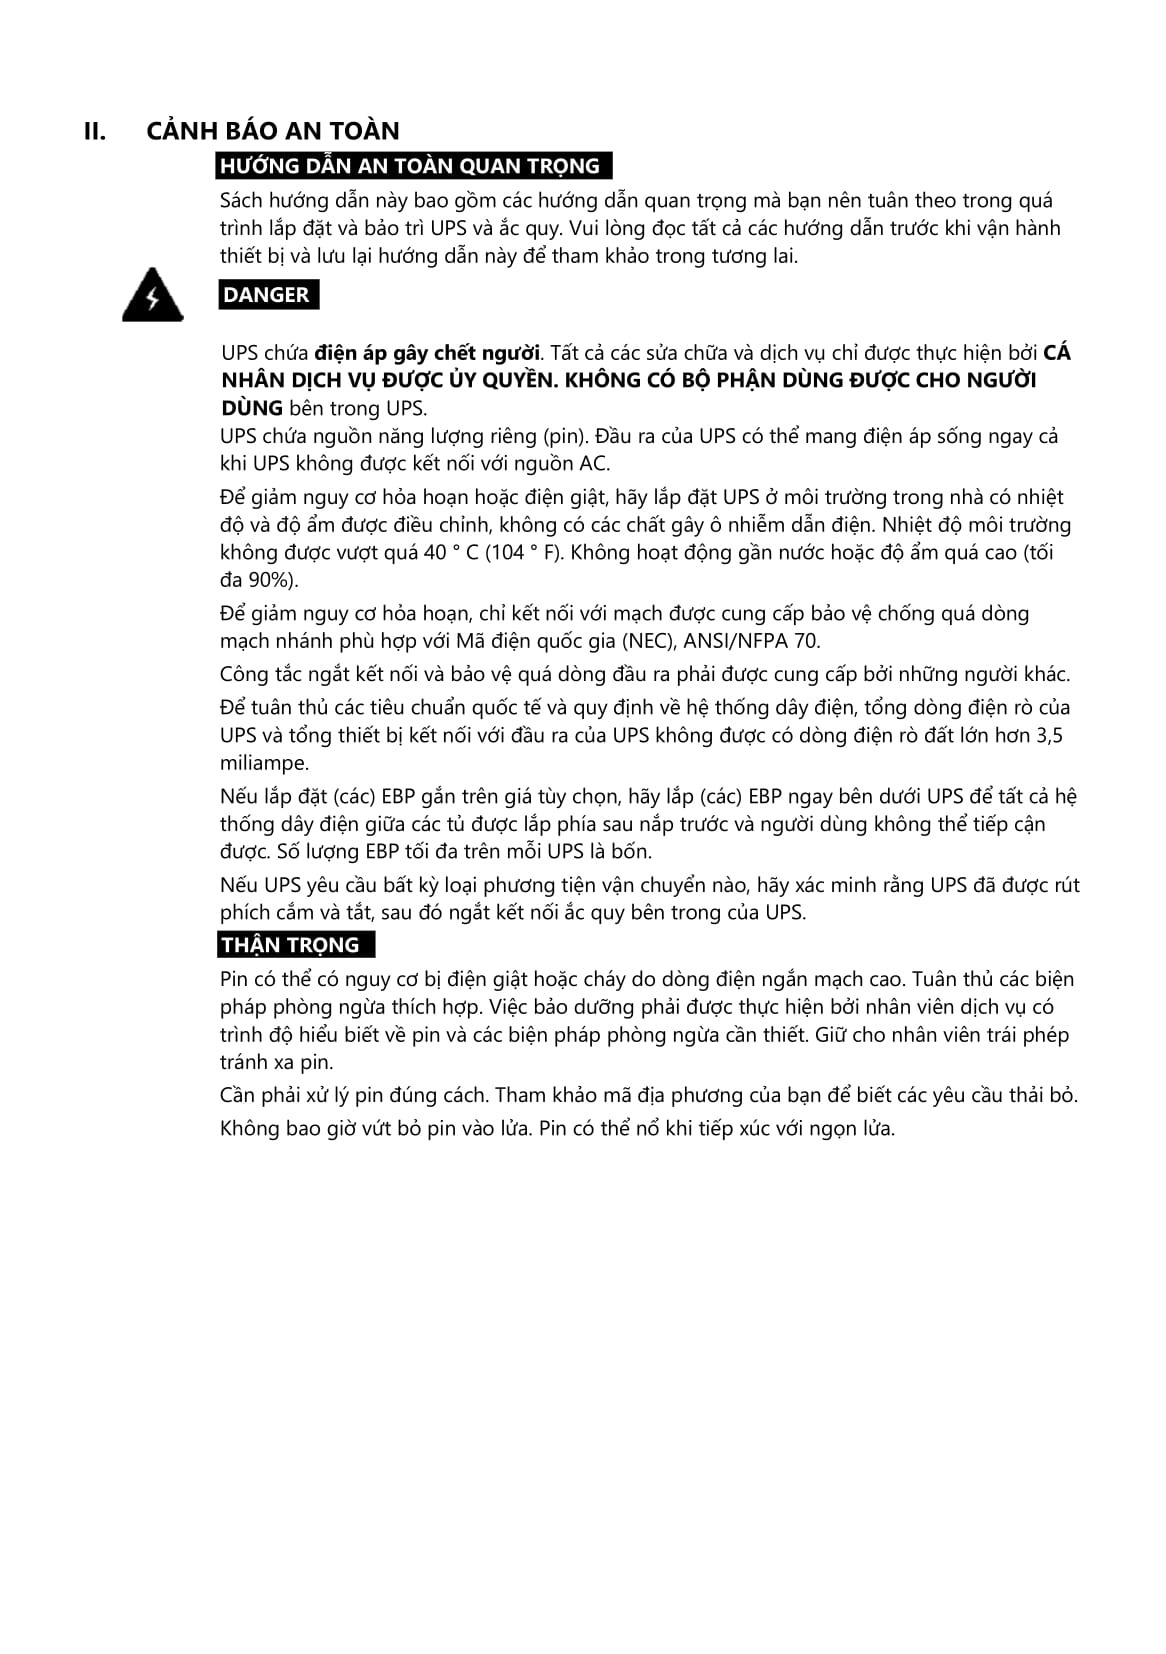 II. CẢNH BÁO AN TOÀN
HƯỚNG DẪN AN TOÀN QUAN TRỌNG
Sách hướng dẫn này bao gồm các hướng dẫn quan trọng mà bạn nên tuân theo trong quá
trình lắp đặt và bảo trì UPS và ắc quy. Vui lòng đọc tất cả các hướng dẫn trước khi vận hành
thiết bị và lưu lại hướng dẫn này để tham khảo trong tương lai.
DANGER
UPS chứa điện áp gây chết người. Tất cả các sửa chữa và dịch vụ chỉ được thực hiện bởi CÁ
NHÂN DỊCH VỤ ĐƯỢC ỦY QUYỀN. KHÔNG CÓ BỘ PHẬN DÙNG ĐƯỢC CHO NGƯỜI
DÙNG bên trong UPS.
UPS chứa nguồn năng lượng riêng (pin). Đầu ra của UPS có thể mang điện áp sống ngay cả
khi UPS không được kết nối với nguồn AC.
Để giảm nguy cơ hỏa hoạn hoặc điện giật, hãy lắp đặt UPS ở môi trường trong nhà có nhiệt
độ và độ ẩm được điều chỉnh, không có các chất gây ô nhiễm dẫn điện. Nhiệt độ môi trường
không được vượt quá 40 ° C (104 ° F). Không hoạt động gần nước hoặc độ ẩm quá cao (tối
đa 90%).
Để giảm nguy cơ hỏa hoạn, chỉ kết nối với mạch được cung cấp bảo vệ chống quá dòng
mạch nhánh phù hợp với Mã điện quốc gia (NEC), ANSI/NFPA 70.
Công tắc ngắt kết nối và bảo vệ quá dòng đầu ra phải được cung cấp bởi những người khác.
Để tuân thủ các tiêu chuẩn quốc tế và quy định về hệ thống dây điện, tổng dòng điện rò của
UPS và tổng thiết bị kết nối với đầu ra của UPS không được có dòng điện rò đất lớn hơn 3,5
miliampe.
Nếu lắp đặt (các) EBP gắn trên giá tùy chọn, hãy lắp (các) EBP ngay bên dưới UPS để tất cả hệ
thống dây điện giữa các tủ được lắp phía sau nắp trước và người dùng không thể tiếp cận
được. Số lượng EBP tối đa trên mỗi UPS là bốn.
Nếu UPS yêu cầu bất kỳ loại phương tiện vận chuyển nào, hãy xác minh rằng UPS đã được rút
phích cắm và tắt, sau đó ngắt kết nối ắc quy bên trong của UPS.
THẬN TRỌNG
Pin có thể có nguy cơ bị điện giật hoặc cháy do dòng điện ngắn mạch cao. Tuân thủ các biện
pháp phòng ngừa thích hợp. Việc bảo dưỡng phải được thực hiện bởi nhân viên dịch vụ có
trình độ hiểu biết về pin và các biện pháp phòng ngừa cần thiết. Giữ cho nhân viên trái phép
tránh xa pin.
Cần phải xử lý pin đúng cách. Tham khảo mã địa phương của bạn để biết các yêu cầu thải bỏ.
Không bao giờ vứt bỏ pin vào lửa. Pin có thể nổ khi tiếp xúc với ngọn lửa.